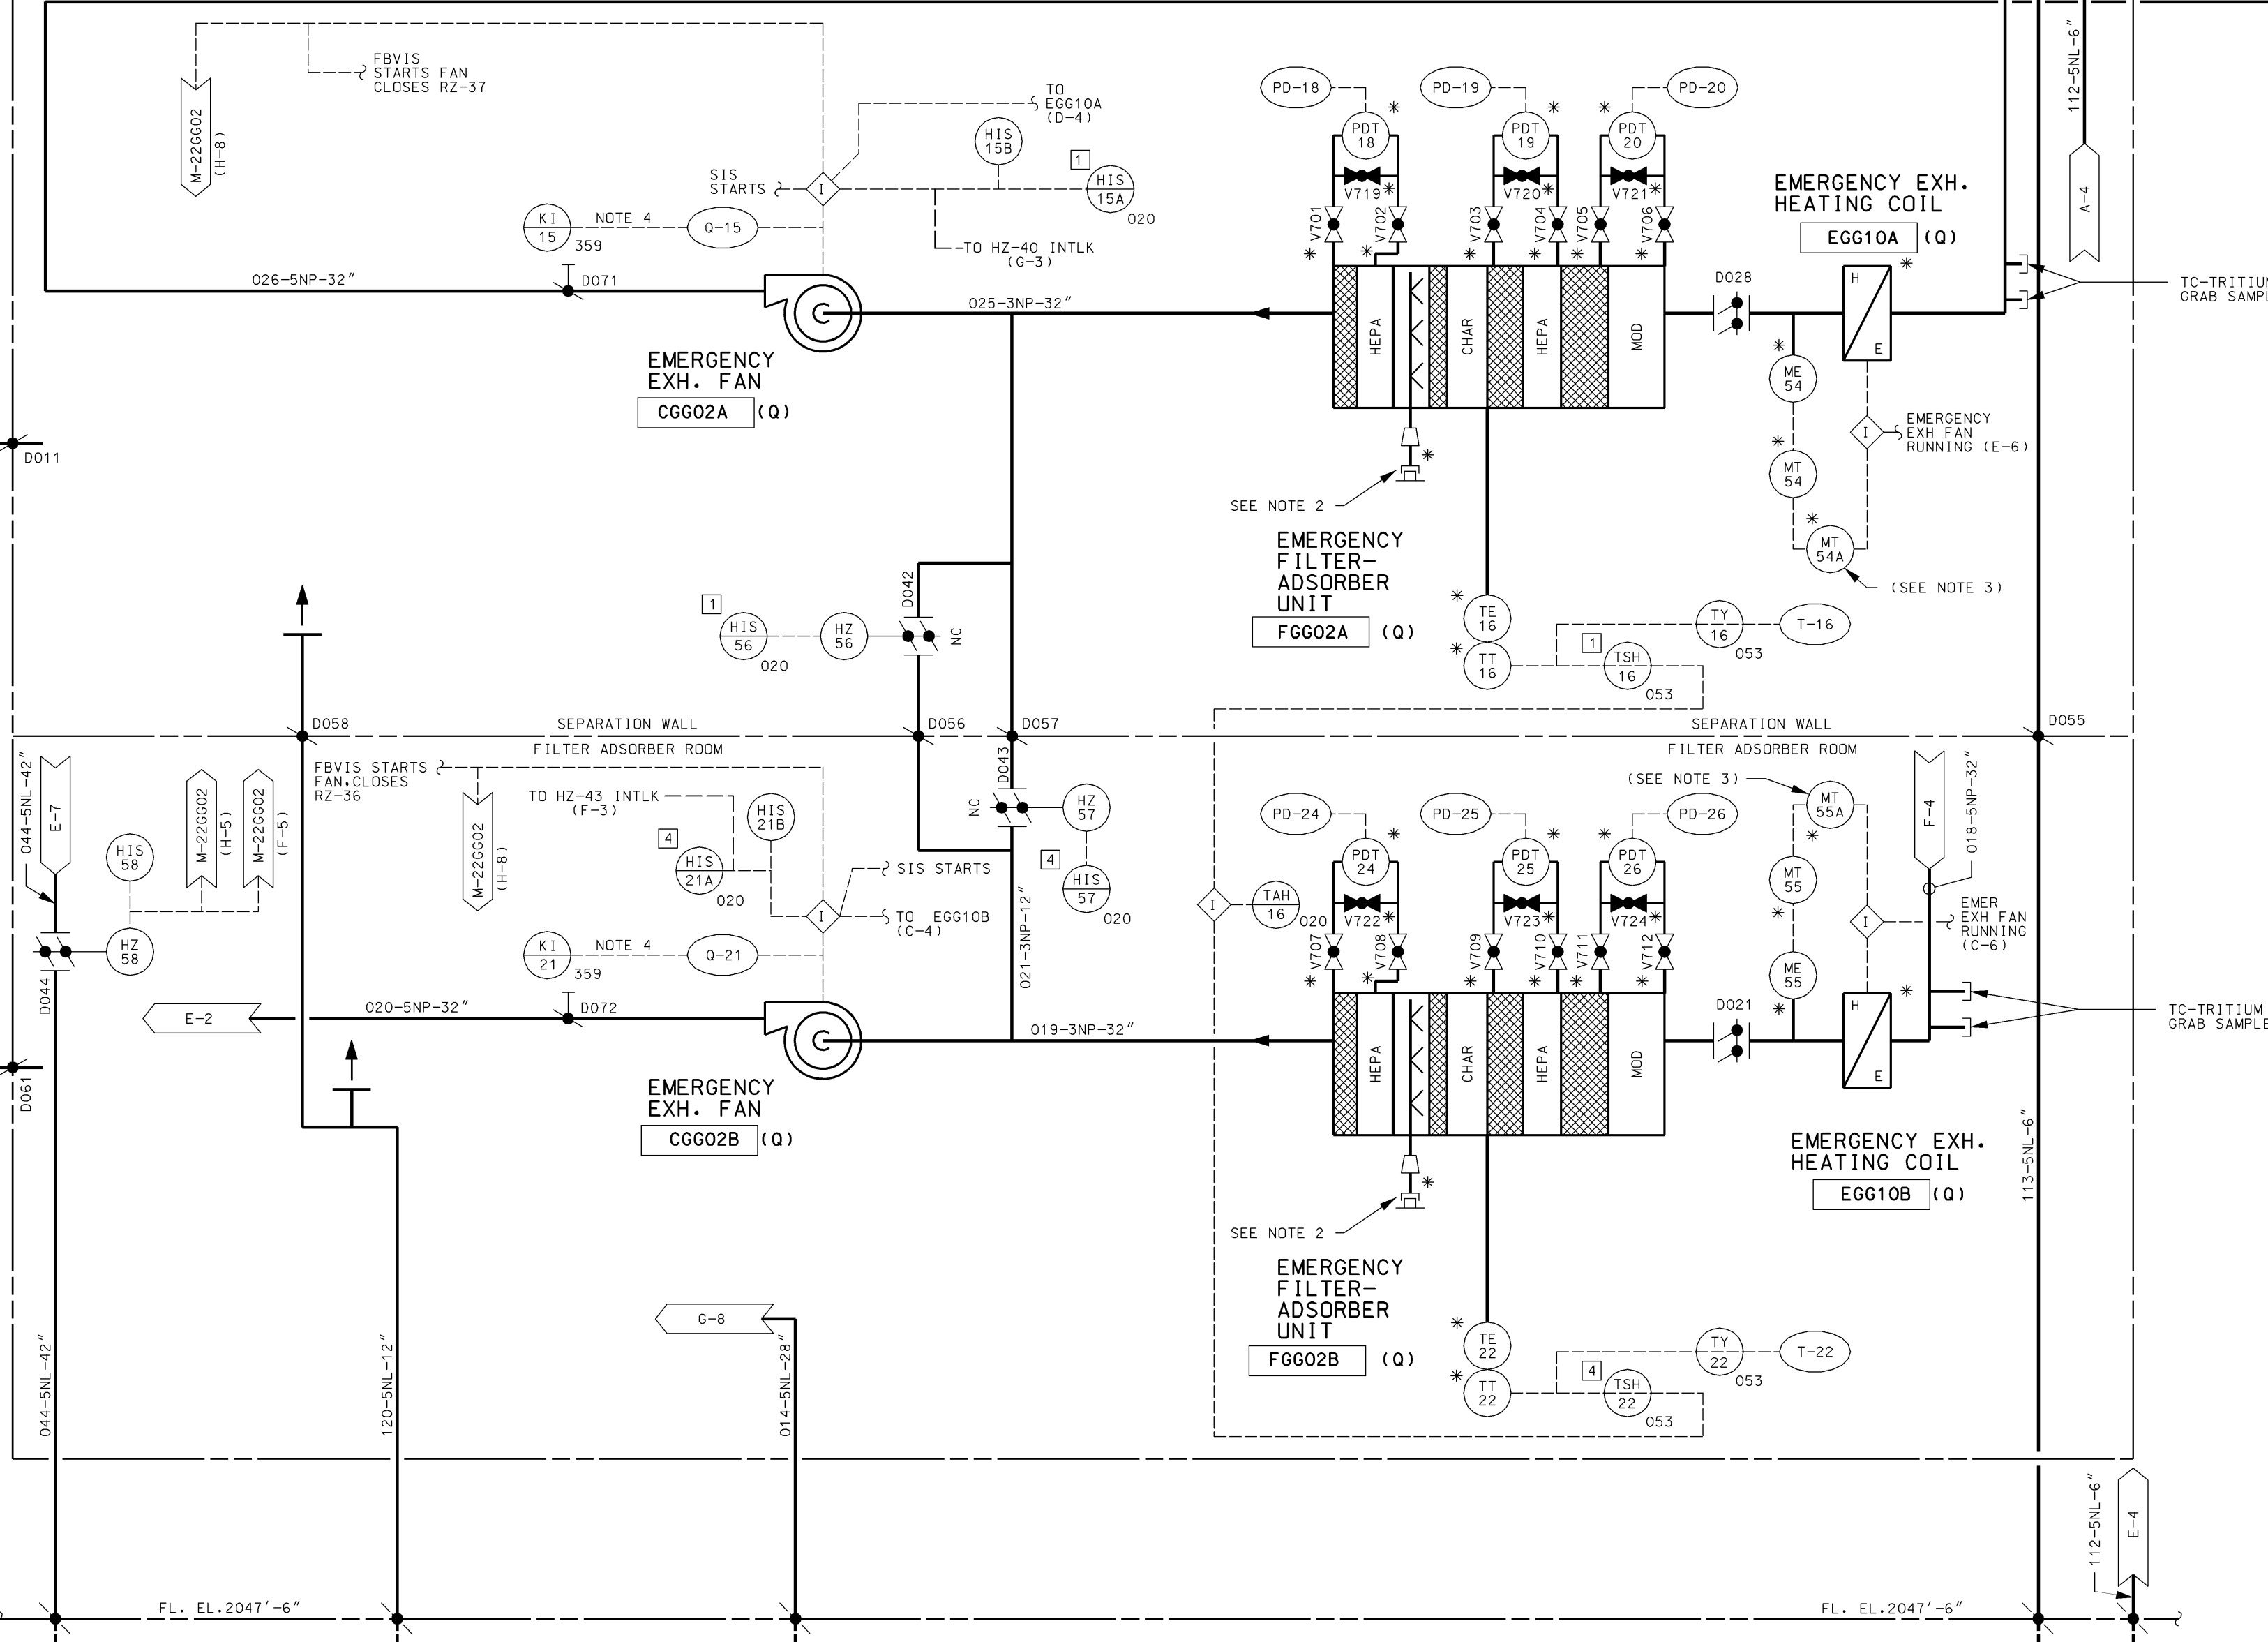 FBVIS
STARTS FAN
CLOSES RZ-37
M-22GG02
(H-8)
TO
EGG10A
(D-4)
HIS
15B
1
HIS
15A
020
SIS
STARTS
I
KI
15
359
NOTE 4
Q-15
TO HZ-40 INTLK
(G-3)
026-5NP-32"
D071
025-3NP-32"
EMERGENCY
EXH. FAN
CGG02A
(Q)
D011
PD-18
PD-19
PD-20
*
*
*
PDT
18
PDT
19
PDT
20
V719
*
V720
*
V721
*
V701
V702
V703
V704
V705
V706
*
*
*
*
*
*
HEPA
CHAR
HEPA
MOD
*
SEE NOTE 2
EMERGENCY
FILTER-
ADSORBER
UNIT
FGG02A
(Q)
D028
EMERGENCY EXH.
HEATING COIL
EGG10A
(Q)
*
H
E
112-5NL-6"
A-4
TC-TRITIUM
GRAB SAMPLE
*
ME
54
*
MT
54
*
MT
54A
(SEE NOTE 3)
I
EMERGENCY
EXH FAN
RUNNING (E-6)
*
TE
16
*
TT
16
1
TSH
16
053
TY
16
053
T-16
1
HIS
56
020
HZ
56
D042
NC
D058
SEPARATION WALL
D056
D057
SEPARATION WALL
D055
FILTER ADSORBER ROOM
FILTER ADSORBER ROOM
044-5NL-42"
E-7
HIS
58
HZ
58
D044
M-22GG02
(H-5)
M-22GG02
(F-5)
FBVIS STARTS
FAN,CLOSES
RZ-36
M-22GG02
(H-8)
TO HZ-43 INTLK
(F-3)
HIS
21B
4
HIS
21A
020
SIS STARTS
I
TO EGG10B
(C-4)
KI
21
359
NOTE 4
Q-21
D043
NC
HZ
57
4
HIS
57
020
021-3NP-12"
I
TAH
16
020
E-2
020-5NP-32"
D072
019-3NP-32"
EMERGENCY
EXH. FAN
CGG02B
(Q)
D061
PD-24
PD-25
PD-26
*
*
*
PDT
24
PDT
25
PDT
26
V722
*
V723
*
V724
*
V707
V708
V709
V710
V711
V712
*
*
*
*
*
*
HEPA
CHAR
HEPA
MOD
*
SEE NOTE 2
EMERGENCY
FILTER-
ADSORBER
UNIT
FGG02B
(Q)
(SEE NOTE 3)
MT
55A
*
MT
55
*
ME
55
*
D021
I
EMER
EXH FAN
RUNNING
(C-6)
F-4
018-5NP-32"
*
H
E
TC-TRITIUM
GRAB SAMPLE
EMERGENCY EXH.
HEATING COIL
EGG10B
(Q)
113-5NL-6"
*
TE
22
*
TT
22
4
TSH
22
053
TY
22
053
T-22
G-8
044-5NL-42"
120-5NL-12"
014-5NL-28"
112-5NL-6"
E-4
FL. EL.2047'-6"
FL. EL.2047'-6"